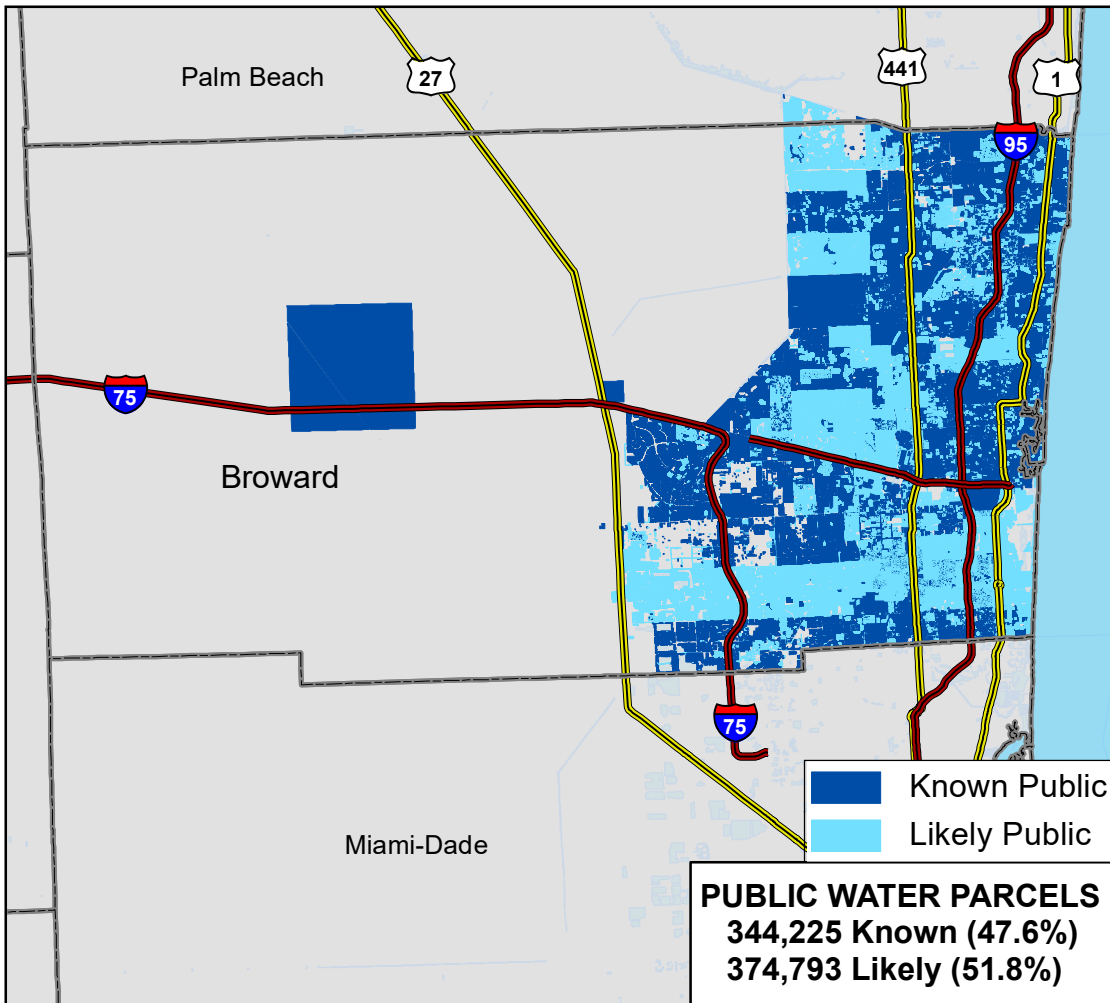 Palm Beach
27
441
1
95
75
Broward
75
Known Public
Likely Public
Miami-Dade
PUBLIC WATER PARCELS
344,225 Known (47.6%)
374,793 Likely (51.8%)